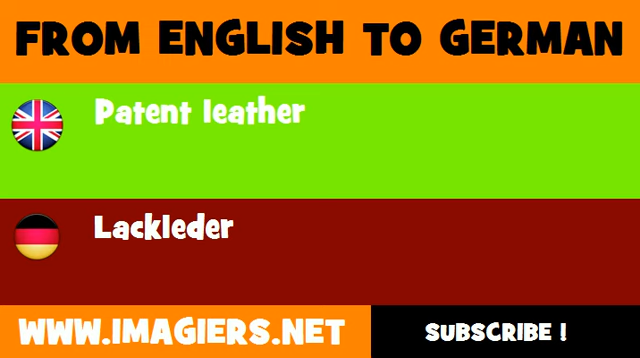 FROM ENGLISH TO GERMAN
Patent leather
Lackleder
WWW.IMAGIERS.NET
SUBSCRIBE !